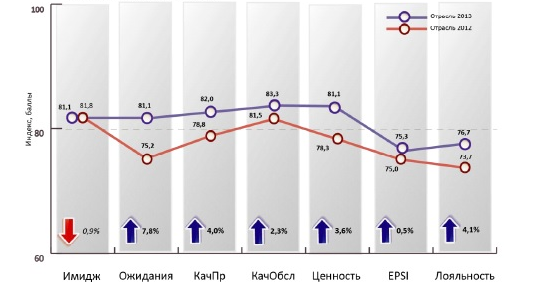 100
Отрасль 2013
Отрасль 2012
Индекс, баллы
81,1 81,8 81,1 82,0 83,3 81,1 75,3 76,7
75,2 78,8 81,5 78,3 75,0 73,7
80
0,9% 7,8% 4,0% 2,3% 3,6% 0,5% 4,1%
60
Имидж Ожидания КачПр КачОбсл Ценность EPSI Лояльность